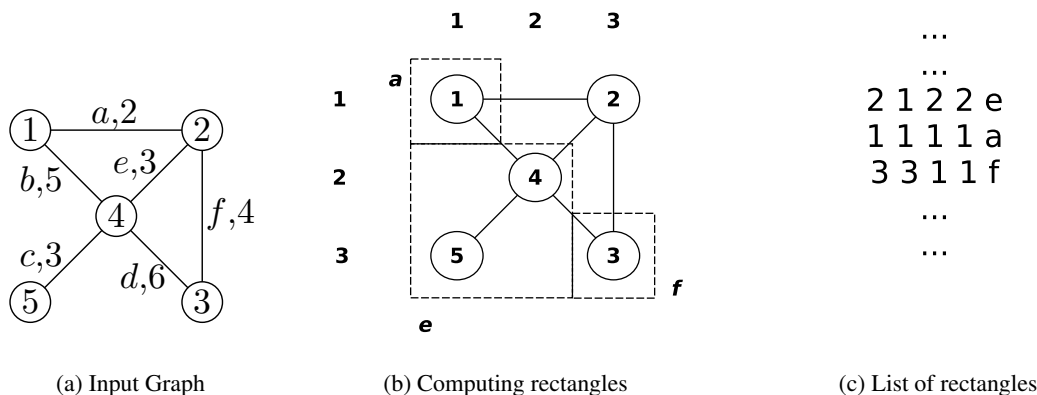 1 2 3
...
...
a
1
1
2
2 1 2 2 e
1
a,2
2
1 1 1 1 a
b,5
e,3
2
4
3 3 1 1 f
4
f,4
...
c,3
d,6
3
5
3
...
5
3
f
e
(a) Input Graph
(b) Computing rectangles
(c) List of rectangles